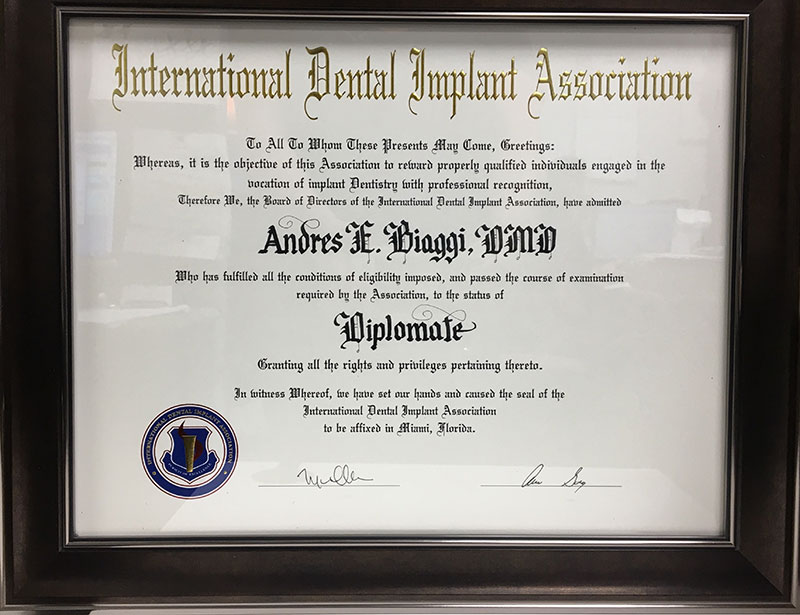 International Dental Implant Association
To All To Whom These Presents May Come, Greetings:
Whereas, it is the objective of this Association to reward properly qualified individuals engaged in the
vocation of implant Dentistry with professional recognition,
Therefore We, the Board of Directors of the International Dental Implant Association, have admitted
Andres E. Biaggi, DMD
Who has fulfilled all the conditions of eligibility imposed, and passed the course of examination
required by the Association, to the status of
Diplomate
Granting all the rights and privileges pertaining thereto.
In witness Whereof, we have set our hands and caused the seal of the
International Dental Implant Association
to be affixed in Miami, Florida.
INTERNATIONAL DENTAL IMPLANT ASSOCIATION